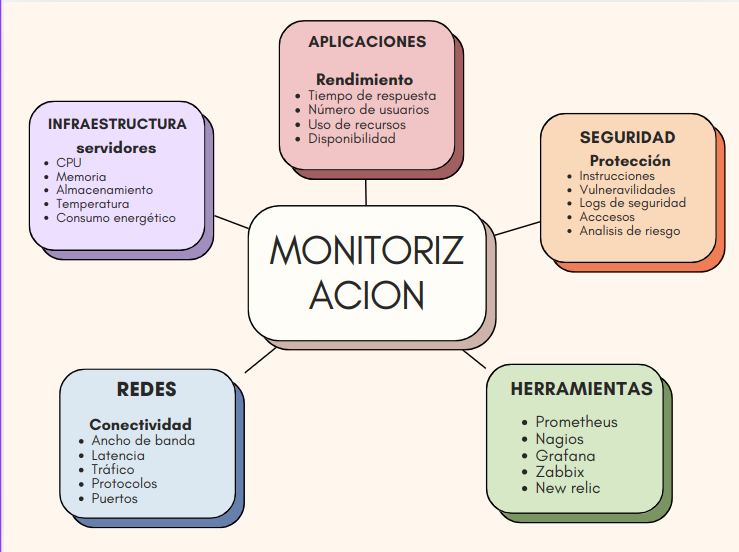 APLICACIONES
Rendimiento
Tiempo de respuesta
Número de usuarios
Uso de recursos
Disponibilidad
INFRAESTRUCTURA
servidores
CPU
Memoria
Almacenamiento
Temperatura
Consumo energético
SEGURIDAD
Protección
Instrucciones
Vulneravilidades
Logs de seguridad
Acccesos
Analisis de riesgo
MONITORIZ
ACION
REDES
Conectividad
Ancho de banda
Latencia
Tráfico
Protocolos
Puertos
HERRAMIENTAS
Prometheus
Nagios
Grafana
Zabbix
New relic